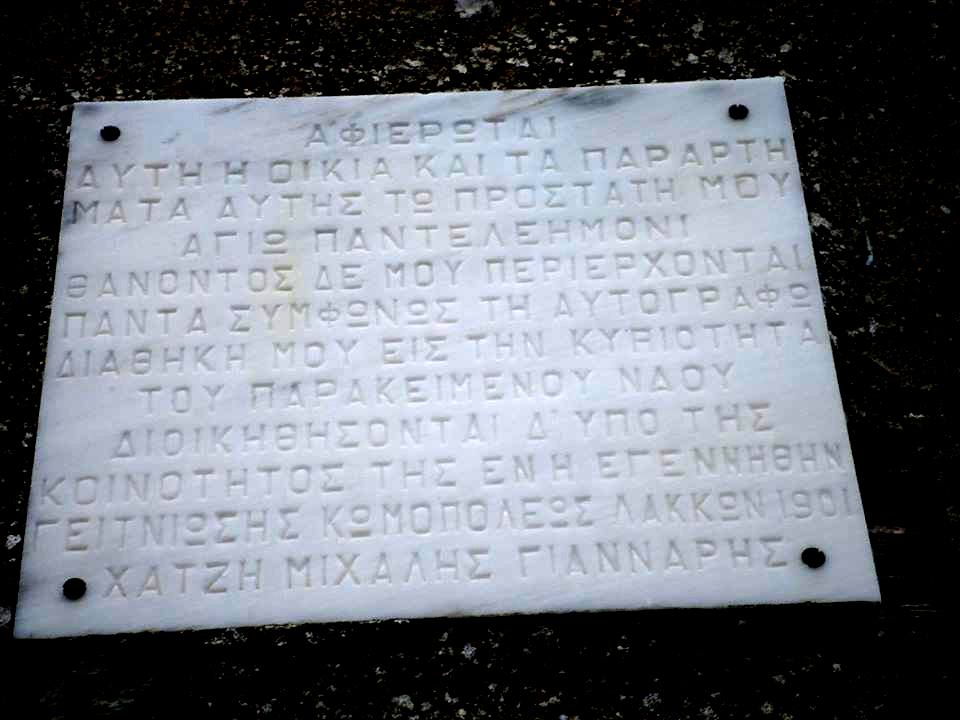 ΑΦΙΕΡΩΤΑΙ
ΑΥΤΗ Η ΟΙΚΙΑ ΚΑΙ ΤΑ ΠΑΡΑΡΤΗ
ΜΑΤΑ ΑΥΤΗΣ ΤΩ ΠΡΟΣΤΑΤΗ ΜΟΥ
ΑΓΙΩ ΠΑΝΤΕΛΕΗΜΟΝΙ
ΘΑΝΟΝΤΟΣ ΔΕ ΜΟΥ ΠΕΡΙΕΡΧΟΝΤΑΙ
ΠΑΝΤΑ ΣΥΜΦΩΝΩΣ ΤΗ ΑΥΤΟΓΡΑΦΩ
ΔΙΑΘΗΚΗ ΜΟΥ ΕΙΣ ΤΗΝ ΚΥΡΙΟΤΗΤΑ
ΤΟΥ ΠΑΡΑΚΕΙΜΕΝΟΥ ΝΑΟΥ
ΔΙΟΙΚΗΘΗΣΟΝΤΑΙ Δ' ΥΠΟ ΤΗΣ
ΚΟΙΝΟΤΗΤΟΣ ΤΗΣ ΕΝ Η ΕΓΕΝΝΗΘΗΝ
ΓΕΙΤΝΙΩΣΗΣ ΚΩΜΟΠΟΛΕΩΣ ΛΑΚΚΩΝ 1901
ΧΑΤΖΗ ΜΙΧΑΛΗΣ ΓΙΑΝΝΑΡΗΣ